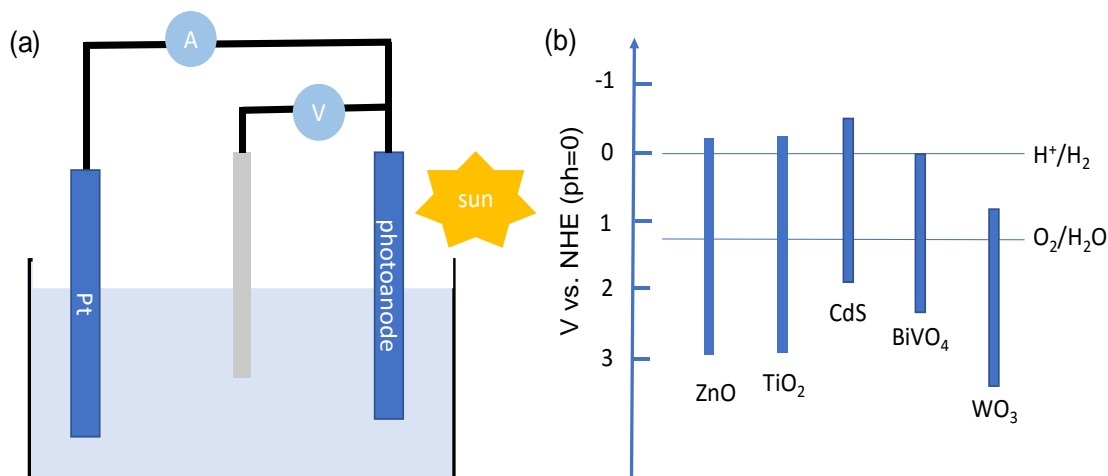 (a)
A
V
sun
Pt
photoanode
(b)
V vs. NHE (ph=0)
-1
0
1
2
3
H⁺/H₂
O₂/H₂O
ZnO
TiO₂
CdS
BiVO₄
WO₃